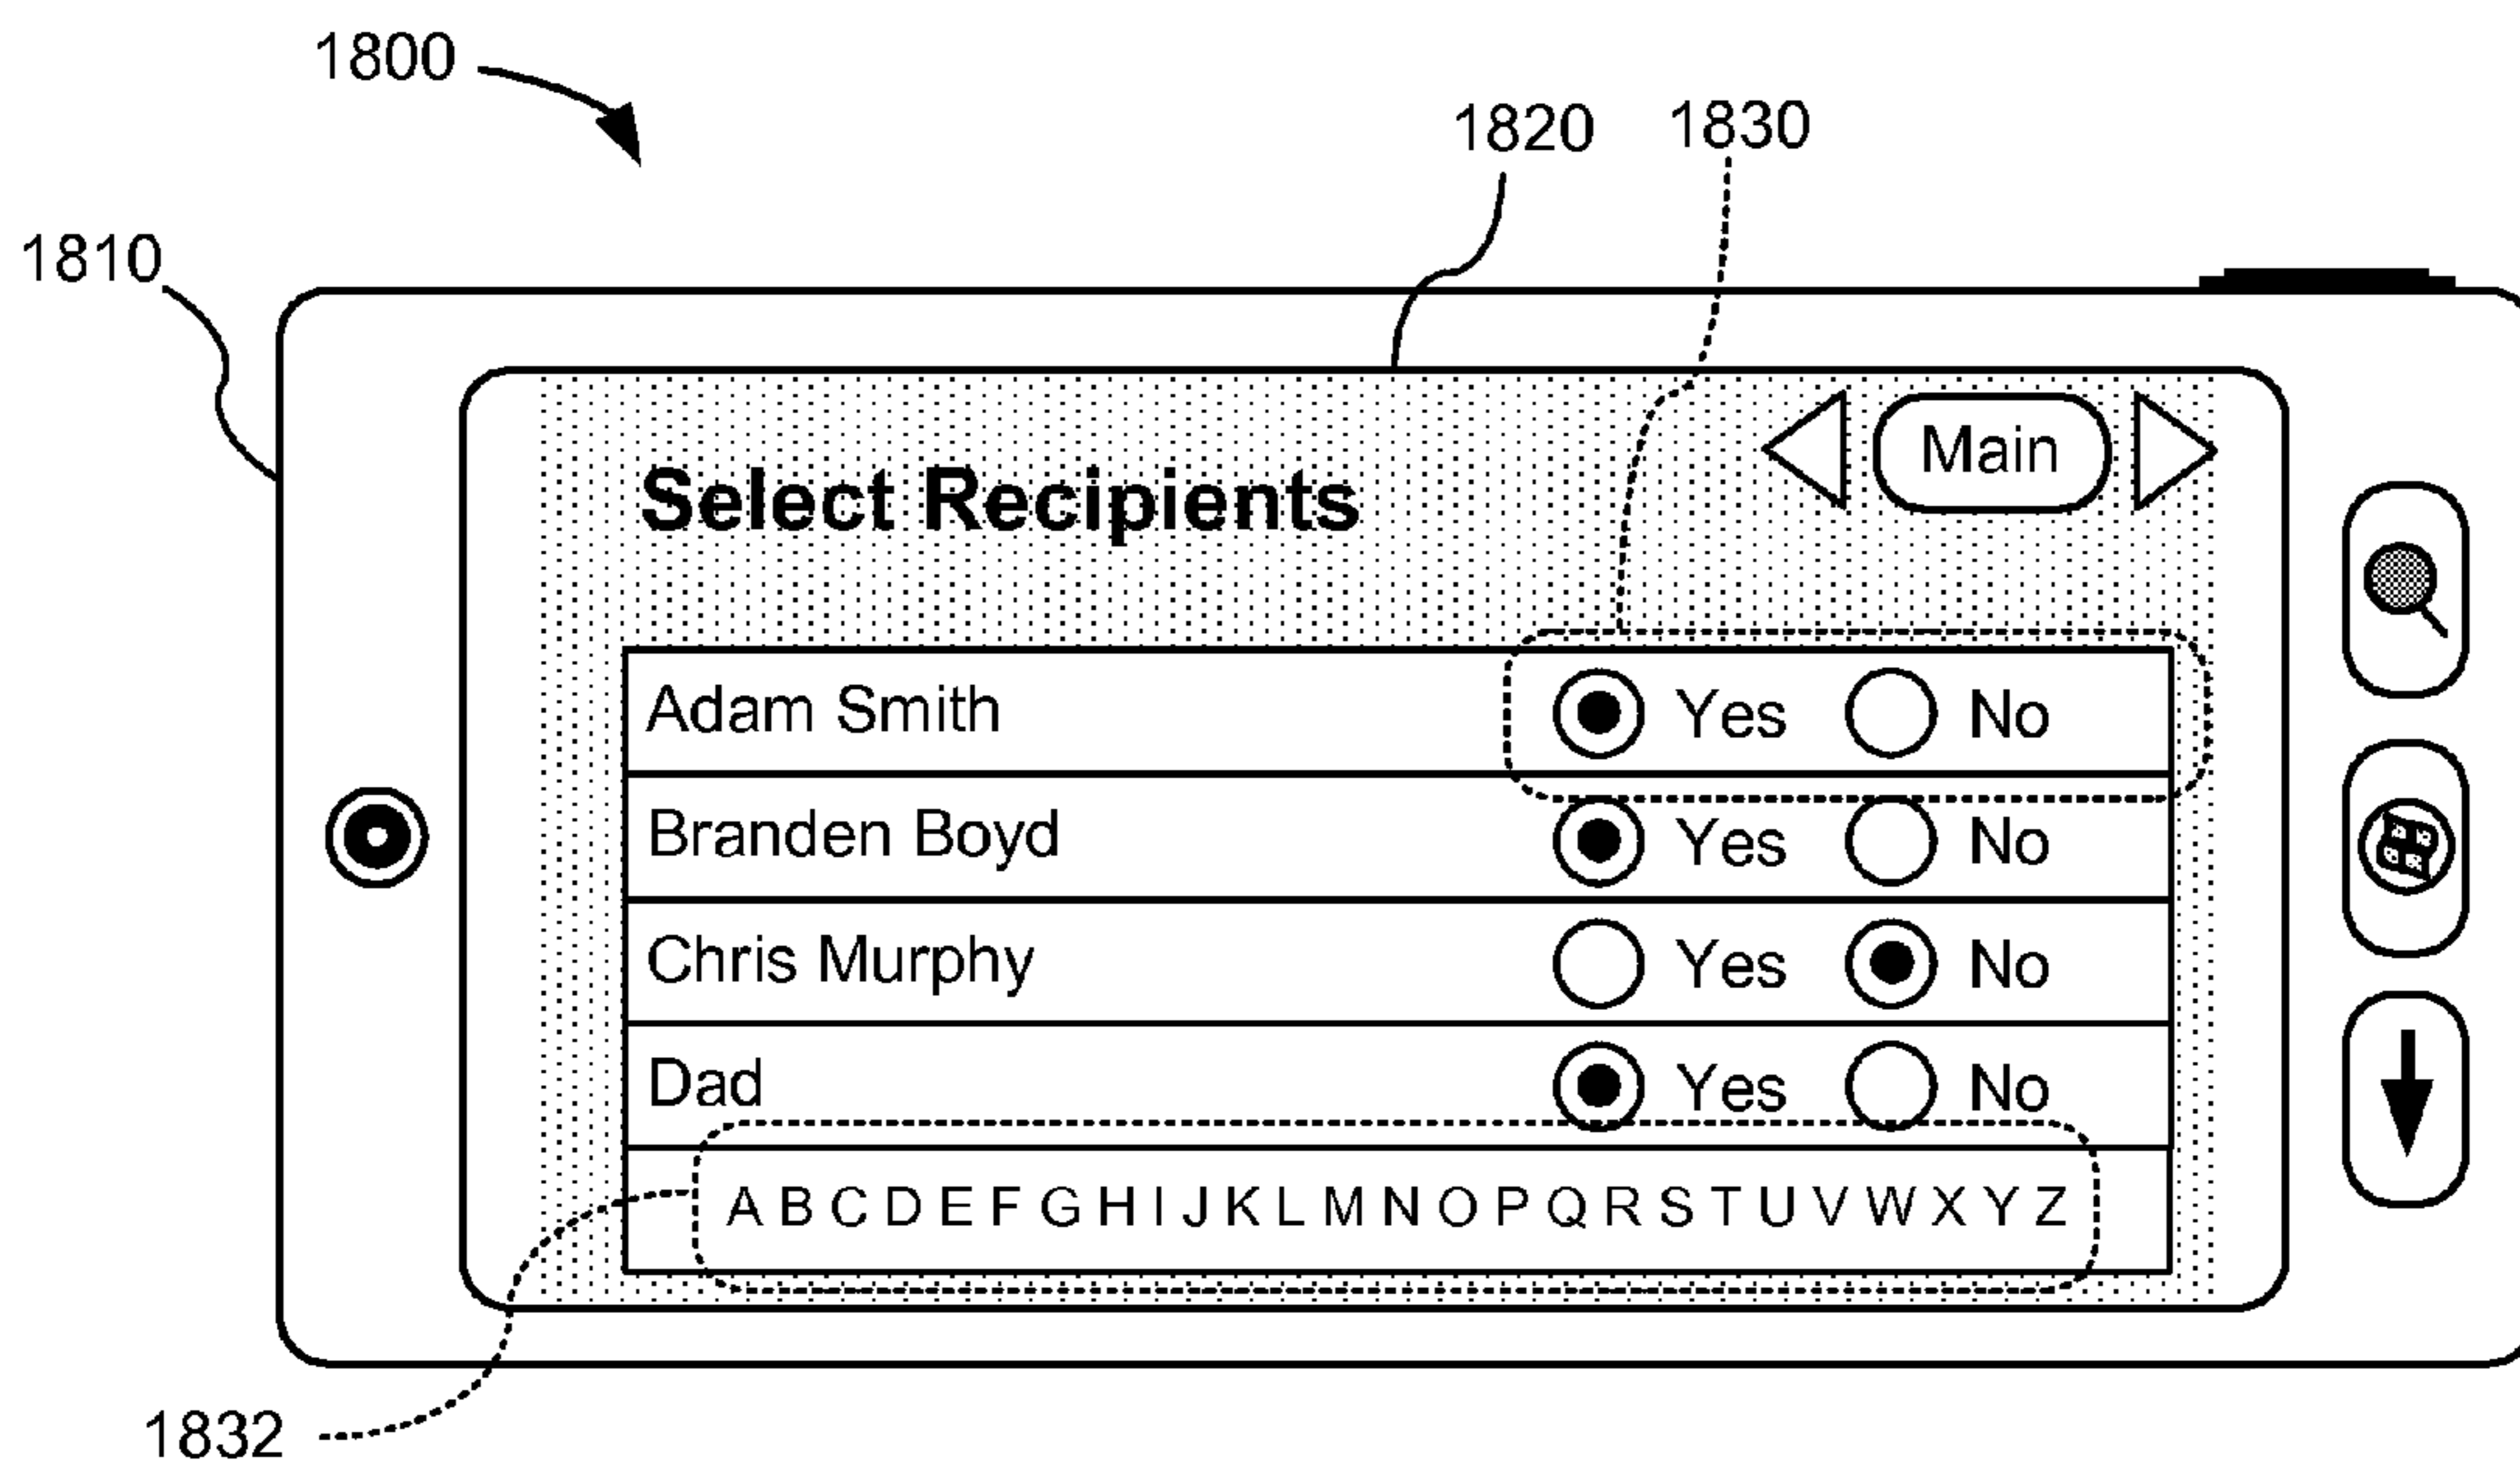 1800
1820 1830
1810
Main
Select Recipients
Adam Smith Yes No
Branden Boyd Yes No
Chris Murphy Yes No
Dad Yes No
A B C D E F G H I J K L M N O P Q R S T U V W X Y Z
1832